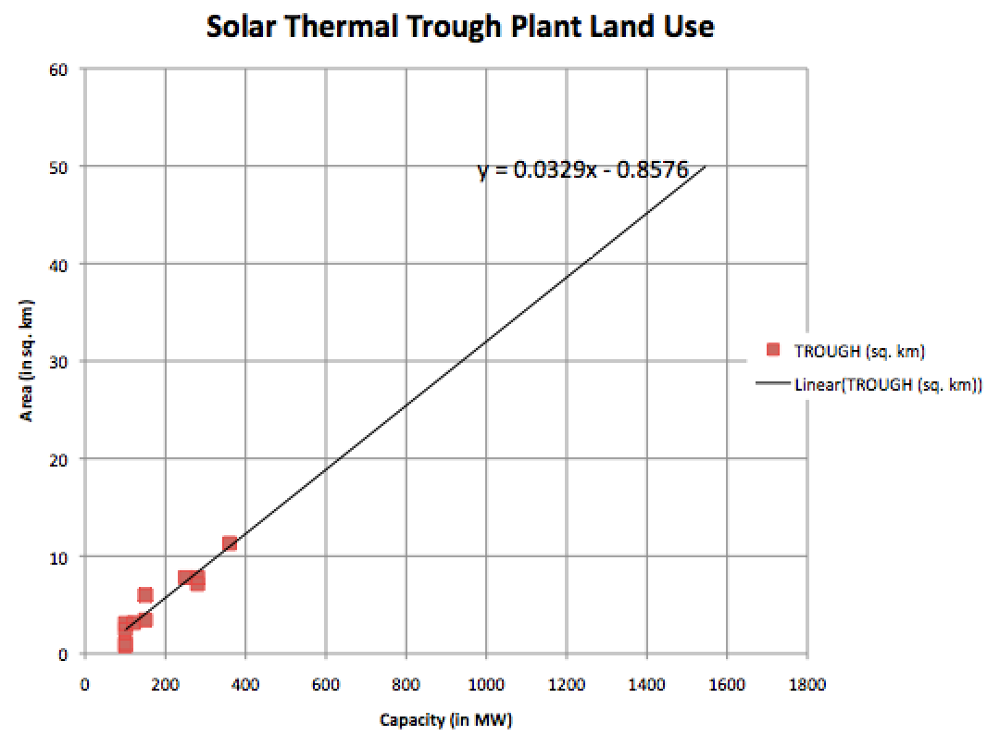 Solar Thermal Trough Plant Land Use
60
50
40
30
20
10
0
y = 0.0329x - 0.8576
Area (in sq. km)
TROUGH (sq. km)
Linear(TROUGH (sq. km))
0 200 400 600 800 1000 1200 1400 1600 1800
Capacity (in MW)